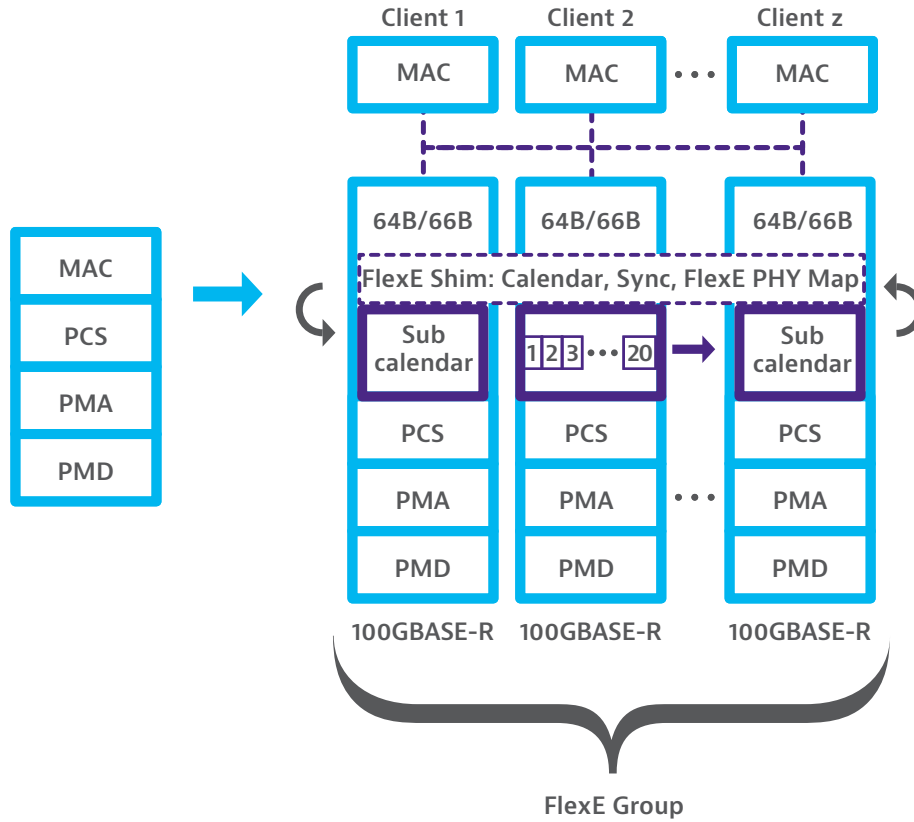 Client 1 Client 2 Client z
MAC MAC ••• MAC
64B/66B 64B/66B 64B/66B
MAC
PCS
PMA
PMD
FlexE Shim: Calendar, Sync, FlexE PHY Map
Sub
calendar
1 2 3 ••• 20
Sub
calendar
PCS PCS PCS
PMA PMA ••• PMA
PMD PMD PMD
100GBASE-R 100GBASE-R 100GBASE-R
FlexE Group